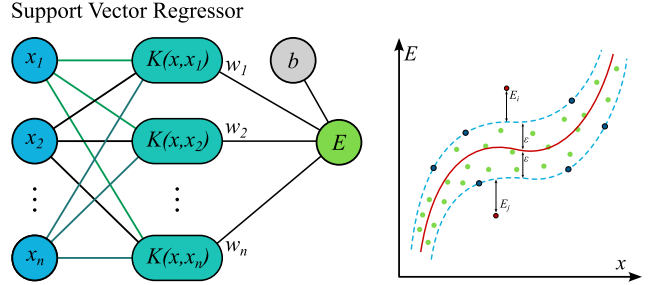 Support Vector Regressor
x1 K(x,x1) w1 b
x2 K(x,x2) w2 E
⋮ ⋮
xn K(x,xn) wn
E
Ei
ε
ε
Ej
x